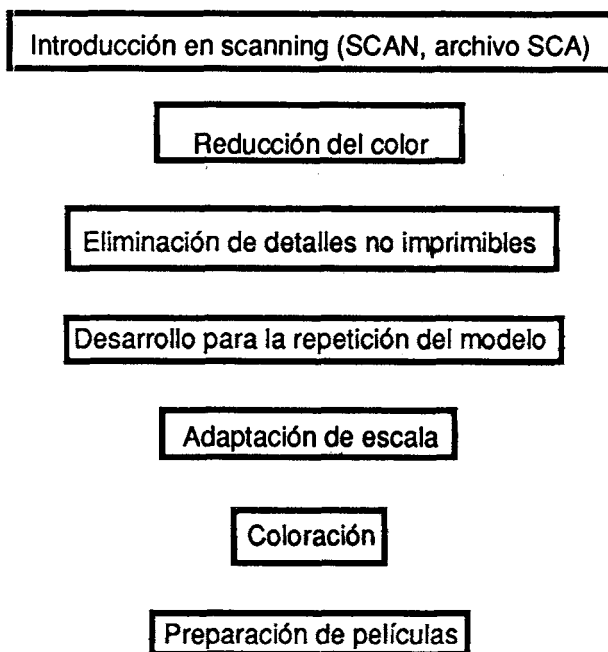 Introducción en scanning (SCAN, archivo SCA)
Reducción del color
Eliminación de detalles no imprimibles
Desarrollo para la repetición del modelo
Adaptación de escala
Coloración
Preparación de películas